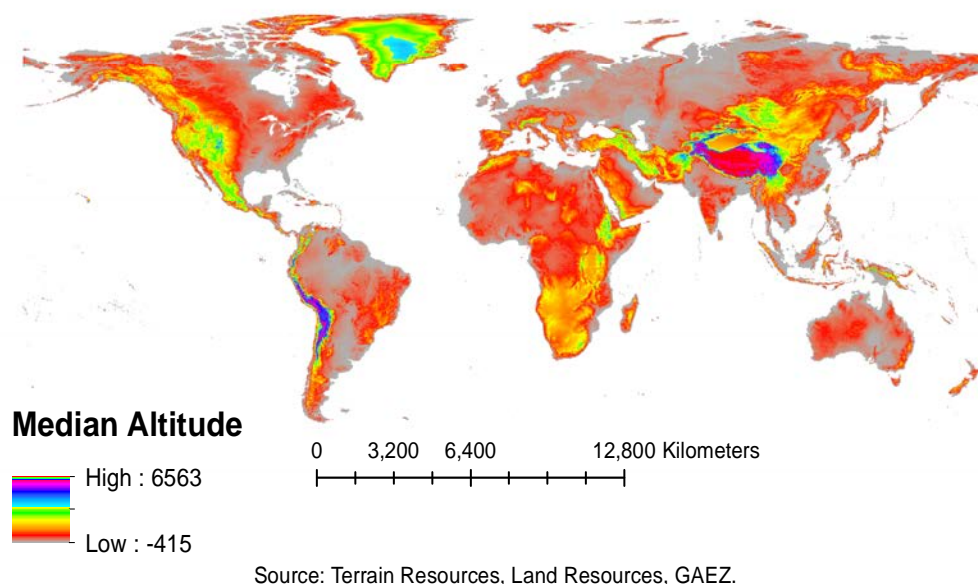 Median Altitude
High : 6563
Low : -415
0 3,200 6,400 12,800 Kilometers
Source: Terrain Resources, Land Resources, GAEZ.